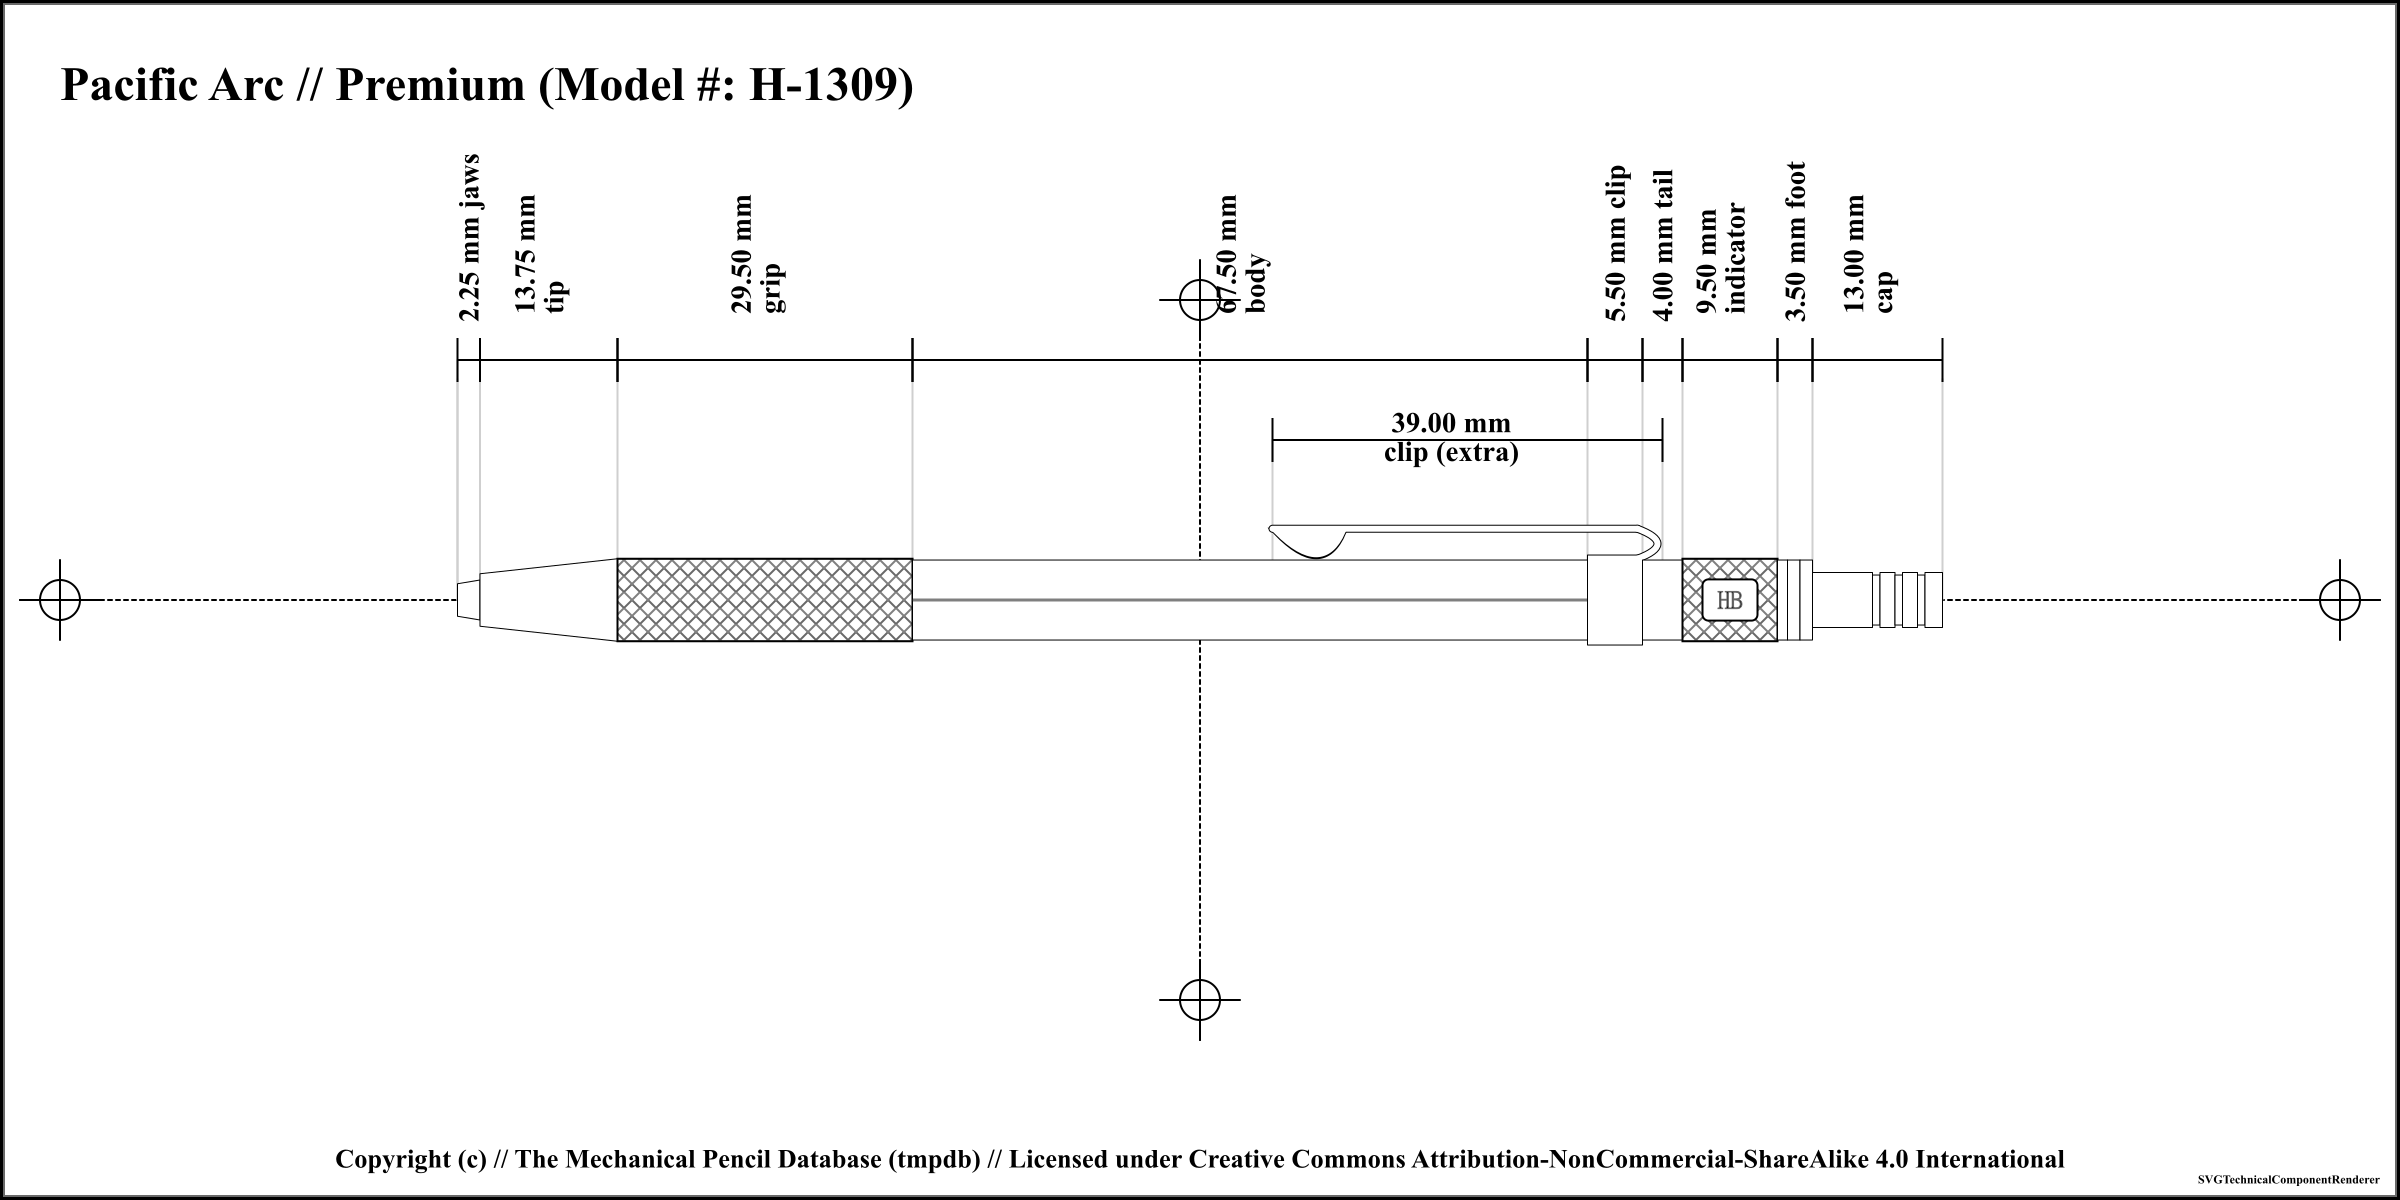 Pacific Arc // Premium (Model #: H-1309)
2.25 mm jaws
13.75 mm
tip
29.50 mm
grip
67.50 mm
body
5.50 mm clip
4.00 mm tail
9.50 mm
indicator
3.50 mm foot
13.00 mm
cap
39.00 mm
clip (extra)
HB
Copyright (c) // The Mechanical Pencil Database (tmpdb) // Licensed under Creative Commons Attribution-NonCommercial-ShareAlike 4.0 International
SVGTechnicalComponentRenderer